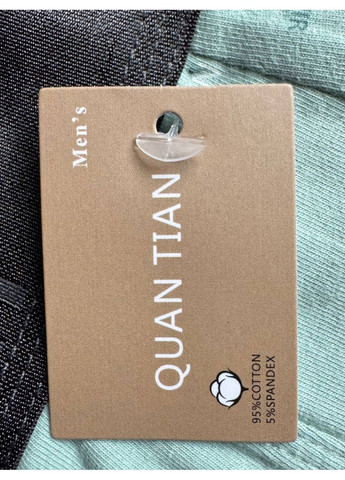 Men's
QUAN TIAN
95%COTTON
5%SPANDEX